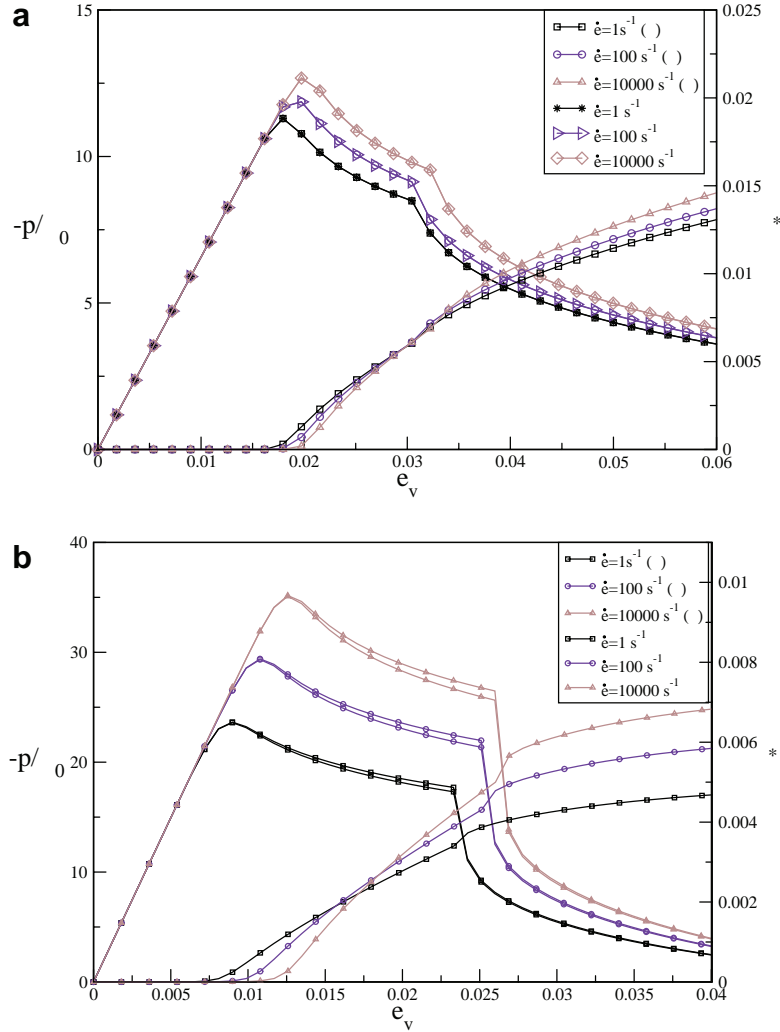 a
15
10
5
0
-p/ 0
0.025
0.02
0.015
0.01
0.005
0
*
ė=1s-1 ( )
ė=100 s-1 ( )
ė=10000 s-1 ( )
ė=1 s-1
ė=100 s-1
ė=10000 s-1
0 0.01 0.02 0.03 0.04 0.05 0.06
e_v
b
40
30
20
10
0
-p/ 0
0.01
0.008
0.006
0.004
0.002
0
*
ė=1s-1 ( )
ė=100 s-1 ( )
ė=10000 s-1 ( )
ė=1 s-1
ė=100 s-1
ė=10000 s-1
0 0.005 0.01 0.015 0.02 0.025 0.03 0.035 0.04
e_v